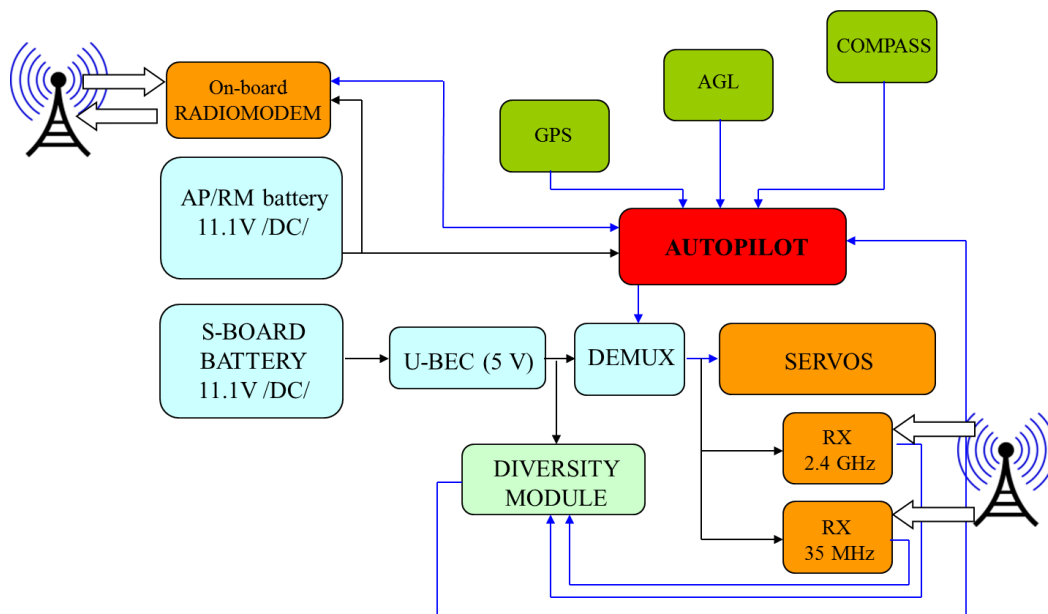 COMPASS
AGL
On-board
RADIOMODEM
GPS
AP/RM battery
11.1V /DC/
AUTOPILOT
S-BOARD
BATTERY
11.1V /DC/
U-BEC (5 V)
DEMUX
SERVOS
RX
2.4 GHz
DIVERSITY
MODULE
RX
35 MHz